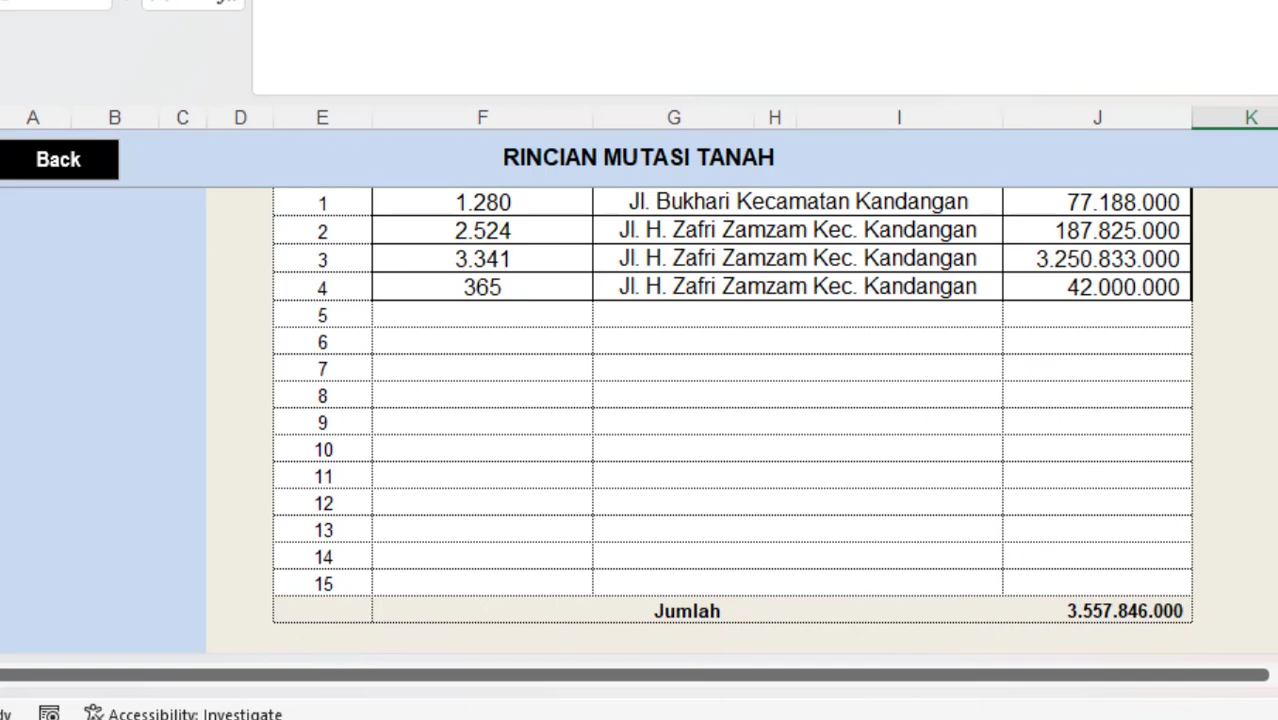 A B C D E F G H I J K
Back RINCIAN MUTASI TANAH
1 1.280 Jl. Bukhari Kecamatan Kandangan 77.188.000
2 2.524 Jl. H. Zafri Zamzam Kec. Kandangan 187.825.000
3 3.341 Jl. H. Zafri Zamzam Kec. Kandangan 3.250.833.000
4 365 Jl. H. Zafri Zamzam Kec. Kandangan 42.000.000
5
6
7
8
9
10
11
12
13
14
15
Jumlah 3.557.846.000
Accessibility: Investigate